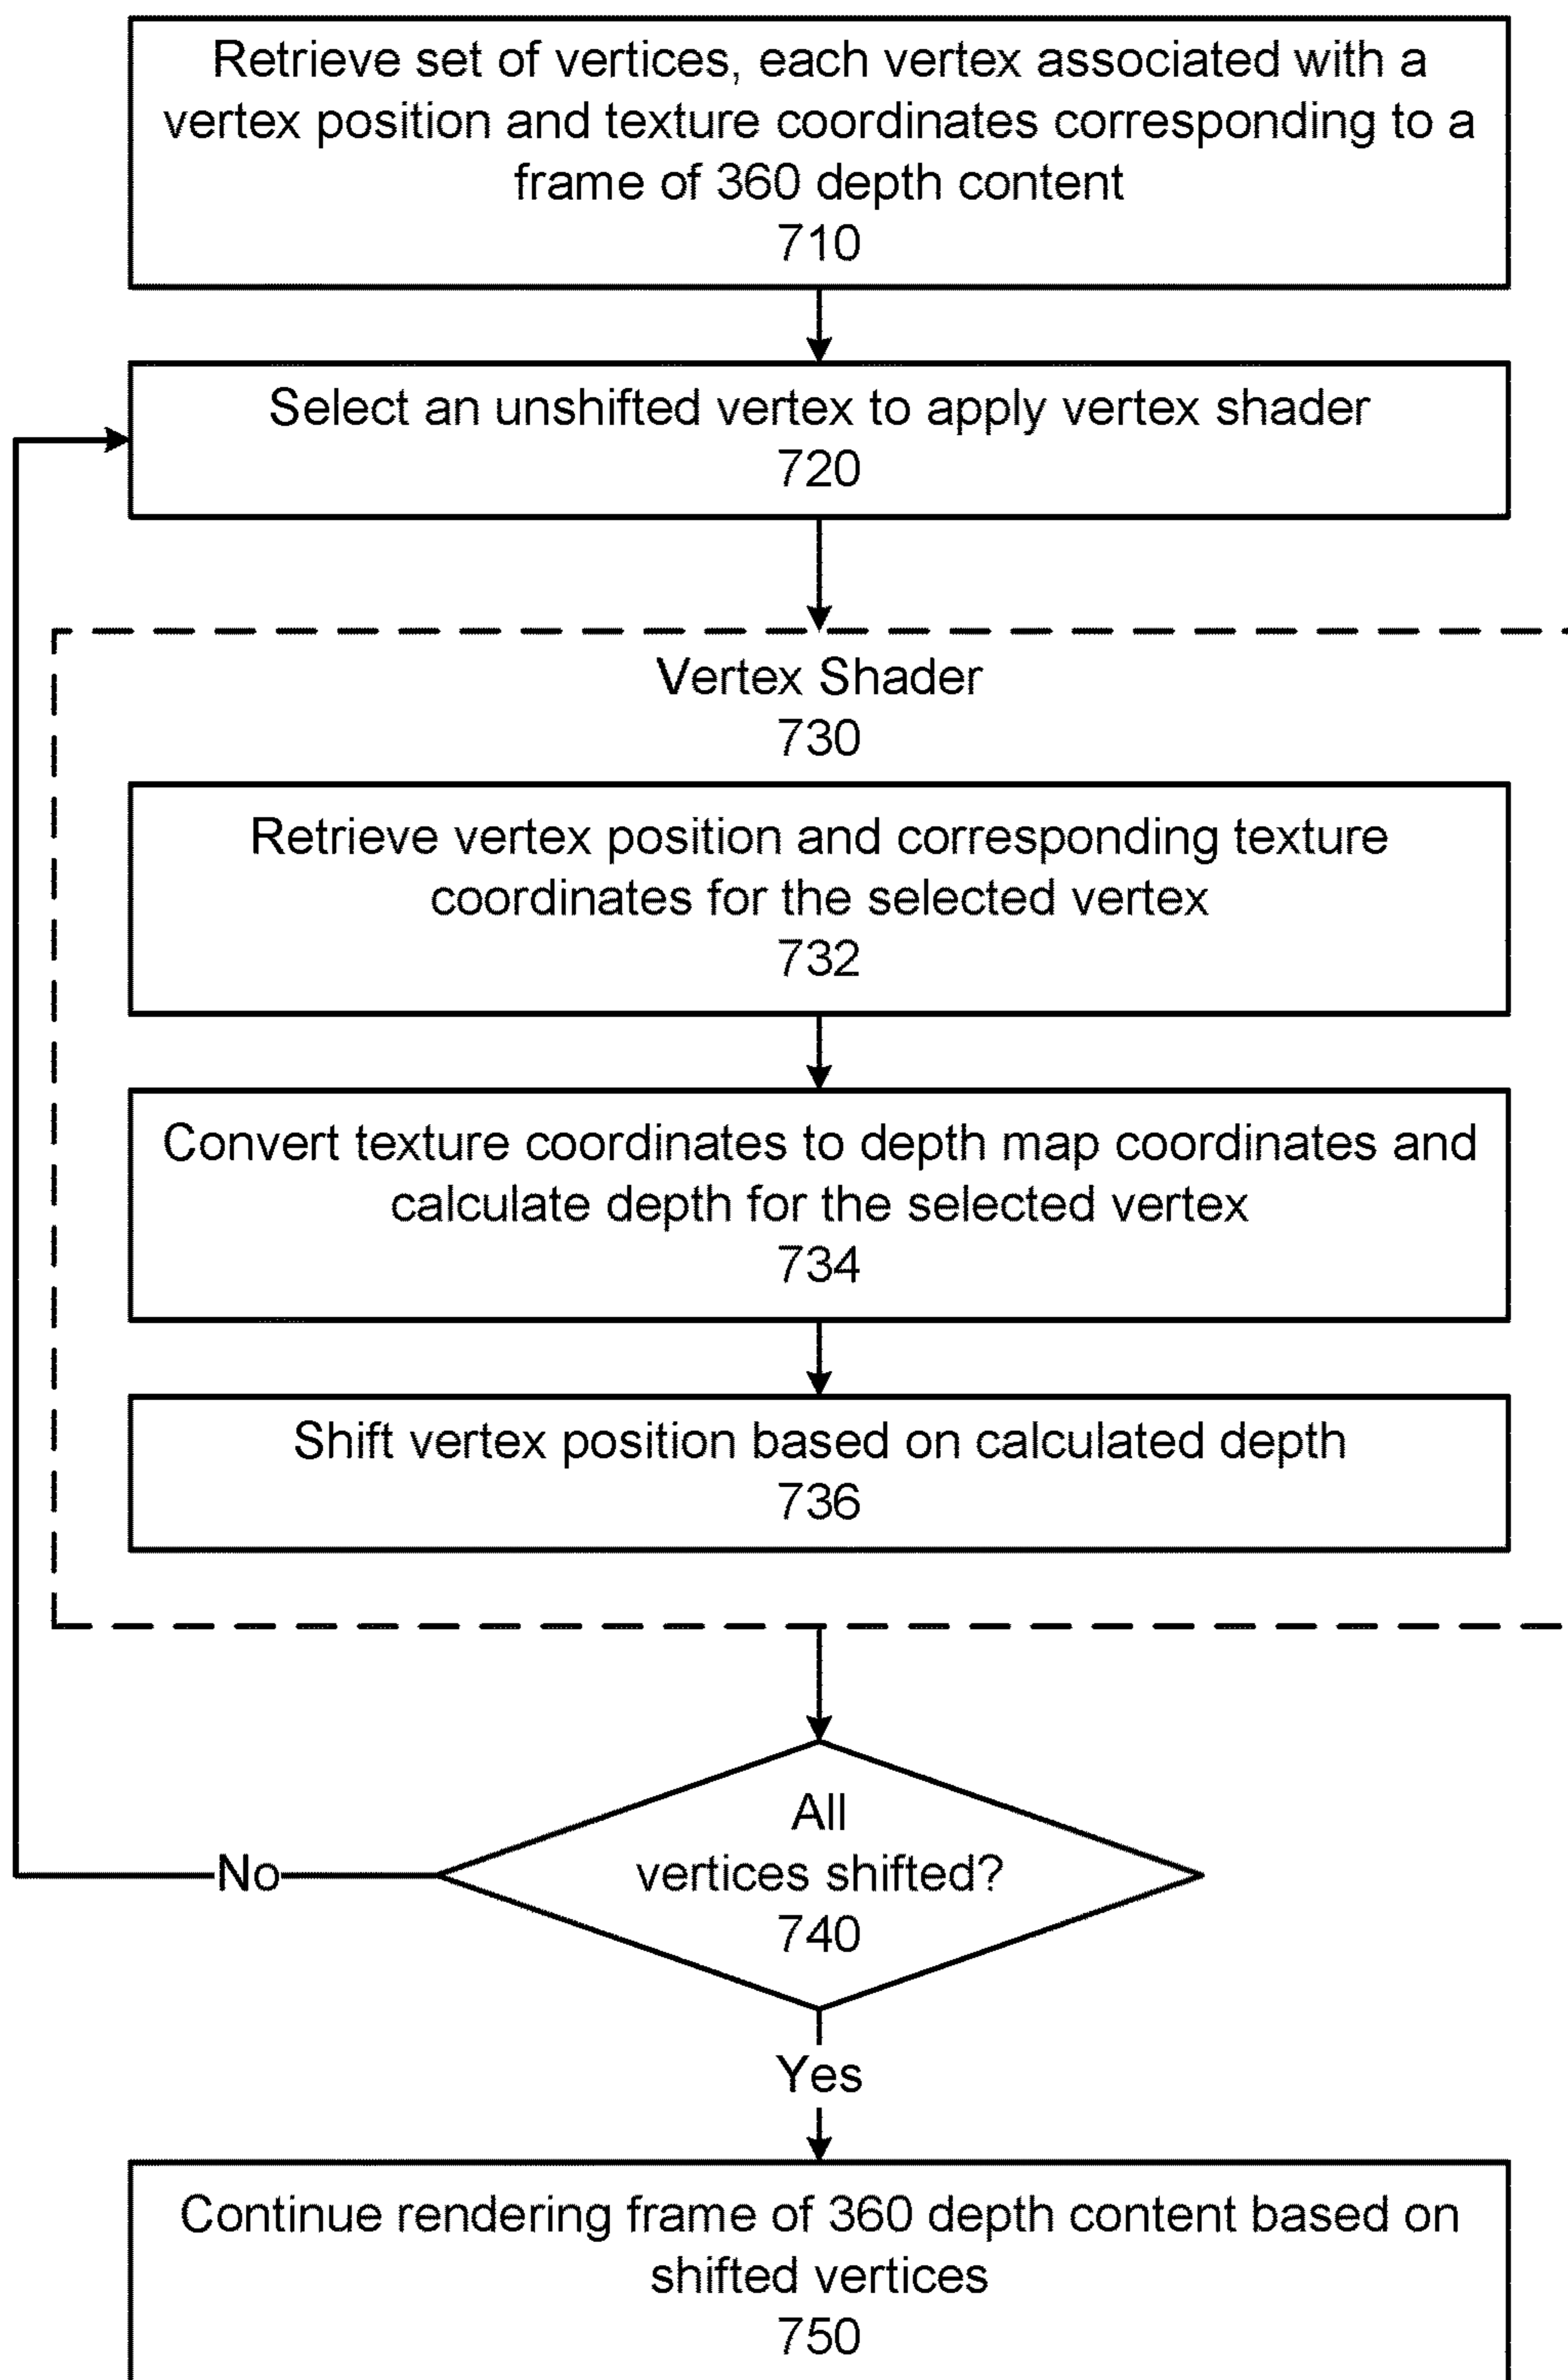 Retrieve set of vertices, each vertex associated with a
vertex position and texture coordinates corresponding to a
frame of 360 depth content
710
Select an unshifted vertex to apply vertex shader
720
Vertex Shader
730
Retrieve vertex position and corresponding texture
coordinates for the selected vertex
732
Convert texture coordinates to depth map coordinates and
calculate depth for the selected vertex
734
Shift vertex position based on calculated depth
736
All
vertices shifted?
740
No
Yes
Continue rendering frame of 360 depth content based on
shifted vertices
750